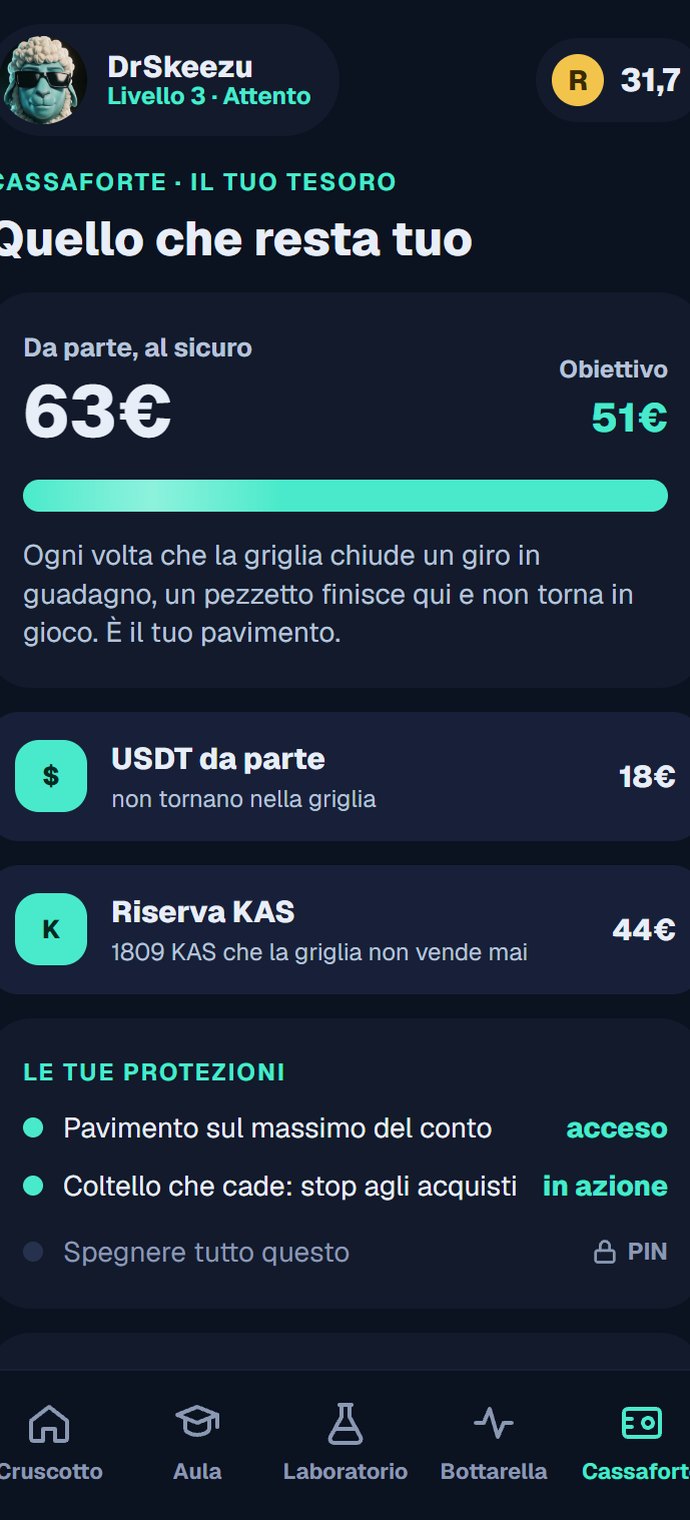 DrSkeezu
Livello 3 · Attento
R 31,7
CASSAFORTE · IL TUO TESORO
Quello che resta tuo
Da parte, al sicuro
63€
Obiettivo
51€
Ogni volta che la griglia chiude un giro in
guadagno, un pezzetto finisce qui e non torna in
gioco. È il tuo pavimento.
$
USDT da parte
non tornano nella griglia
18€
K
Riserva KAS
1809 KAS che la griglia non vende mai
44€
LE TUE PROTEZIONI
Pavimento sul massimo del conto acceso
Coltello che cade: stop agli acquisti in azione
Spegnere tutto questo PIN
Cruscotto Aula Laboratorio Bottarella Cassaforte